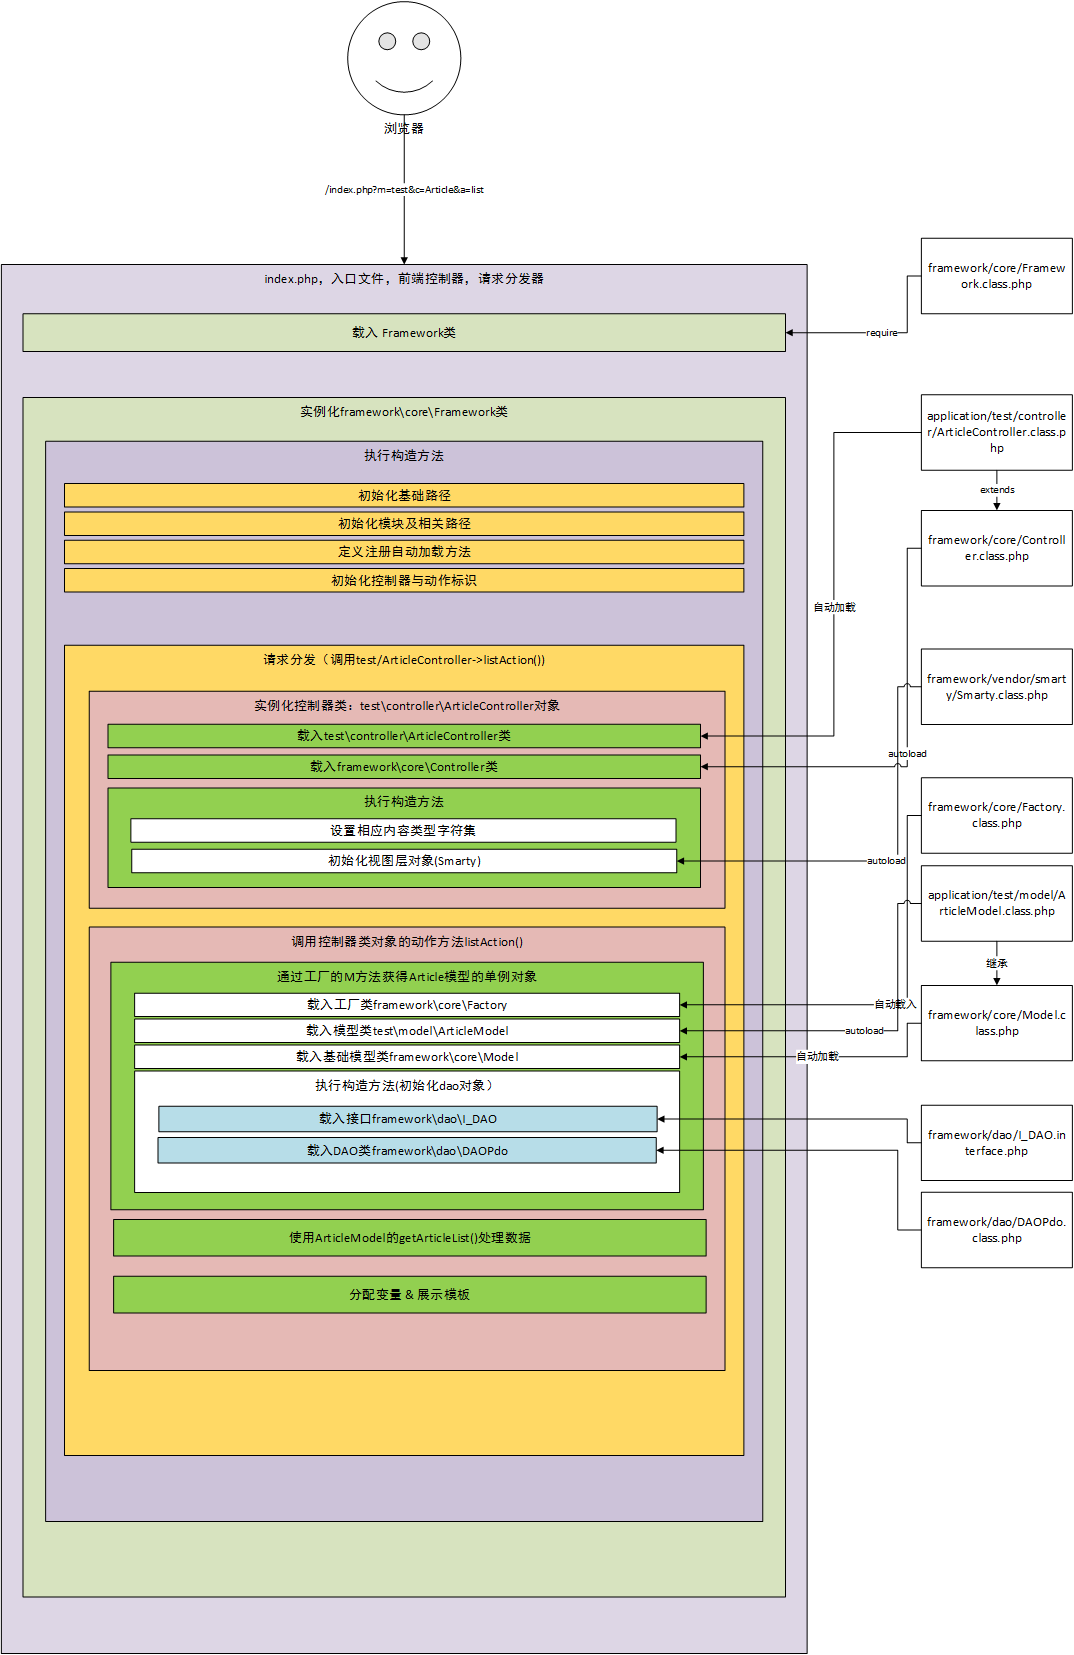 浏览器
/index.php?m=test&c=Article&a=list
index.php，入口文件，前端控制器，请求分发器
framework/core/Framew
ork.class.php
载入 Framework类
require
实例化framework\core\Framework类
application/test/controlle
r/ArticleController.class.p
hp
执行构造方法
extends
初始化基础路径
初始化模块及相关路径
定义注册自动加载方法
初始化控制器与动作标识
framework/core/Controll
er.class.php
自动加载
请求分发（调用test/ArticleController->listAction())
framework/vendor/smar
ty/Smarty.class.php
实例化控制器类：test\controller\ArticleController对象
载入test\controller\ArticleController类
autoload
载入framework\core\Controller类
执行构造方法
framework/core/Factory.
class.php
设置相应内容类型字符集
初始化视图层对象(Smarty)
autoload
application/test/model/A
rticleModel.class.php
调用控制器类对象的动作方法listAction()
继承
通过工厂的M方法获得Article模型的单例对象
载入工厂类framework\core\Factory
自动载入
framework/core/Model.c
lass.php
载入模型类test\model\ArticleModel
autoload
载入基础模型类framework\core\Model
自动加载
执行构造方法(初始化dao对象）
载入接口framework\dao\I_DAO
framework/dao/I_DAO.in
terface.php
载入DAO类framework\dao\DAOPdo
framework/dao/DAOPdo.
class.php
使用ArticleModel的getArticleList()处理数据
分配变量 & 展示模板